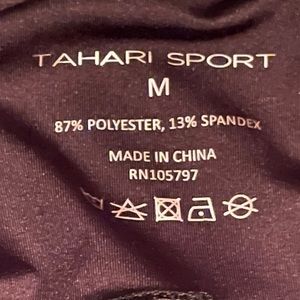 TAHARI SPORT
M
87% POLYESTER, 13% SPANDEX
MADE IN CHINA
RN105797